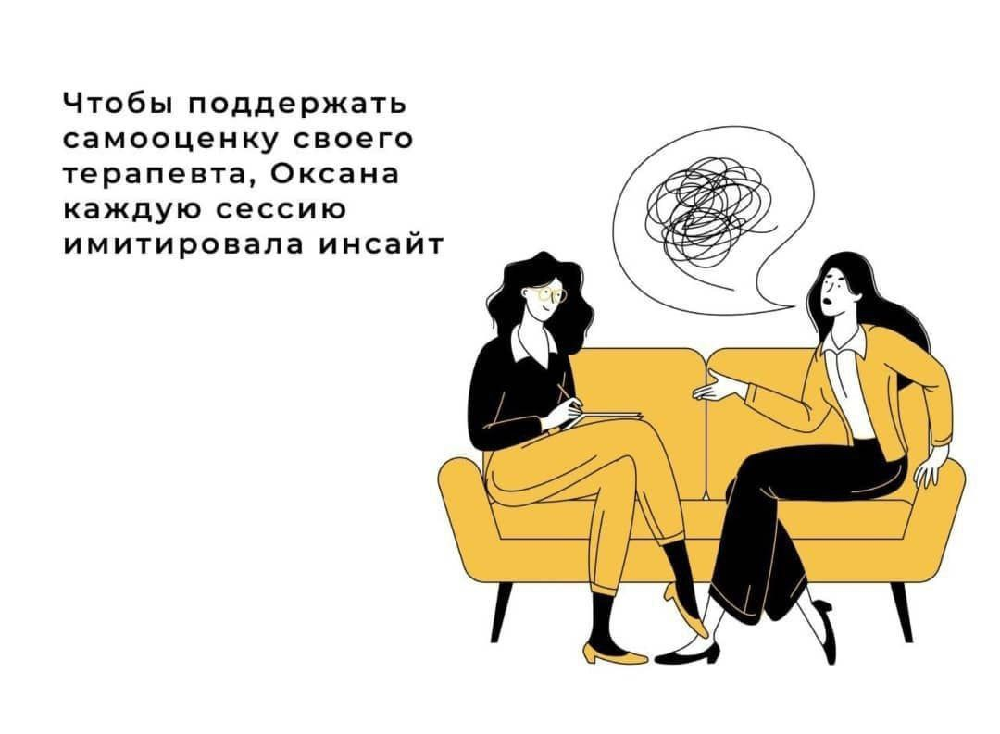 Чтобы поддержать
самооценку своего
терапевта, Оксана
каждую сессию
имитировала инсайт